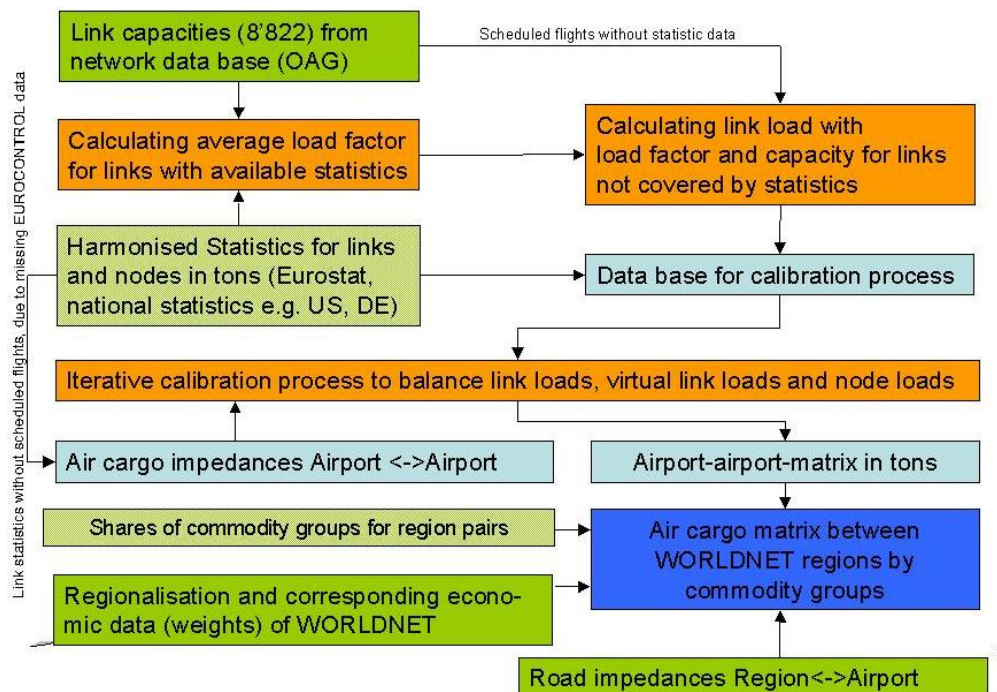 Link capacities (8'822) from
network data base (OAG)
Scheduled flights without statistic data
Calculating average load factor
for links with available statistics
Calculating link load with
load factor and capacity for links
not covered by statistics
Harmonised Statistics for links
and nodes in tons (Eurostat,
national statistics e.g. US, DE)
Data base for calibration process
Link statistics without scheduled flights, due to missing EUROCONTROL data
Iterative calibration process to balance link loads, virtual link loads and node loads
Air cargo impedances Airport <->Airport
Airport-airport-matrix in tons
Shares of commodity groups for region pairs
Air cargo matrix between
WORLDNET regions by
commodity groups
Regionalisation and corresponding econo-
mic data (weights) of WORLDNET
Road impedances Region<->Airport